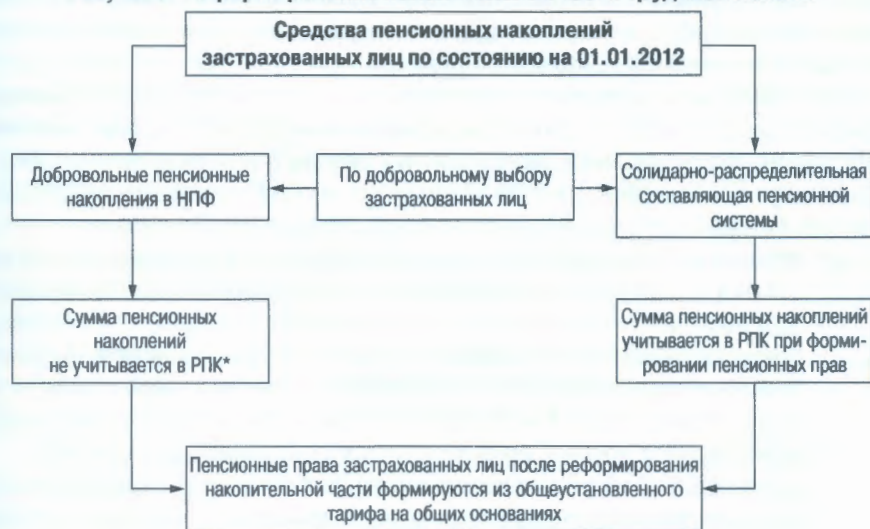 Средства пенсионных накоплений
застрахованных лиц по состоянию на 01.01.2012
Добровольные пенсионные
накопления в НПФ
По добровольному выбору
застрахованных лиц
Солидарно-распределительная
составляющая пенсионной
системы
Сумма пенсионных
накоплений
не учитывается в РПК*
Сумма пенсионных накоплений
учитывается в РПК при форми-
ровании пенсионных прав
Пенсионные права застрахованных лиц после реформирования
накопительной части формируются из общеустановленного
тарифа на общих основаниях